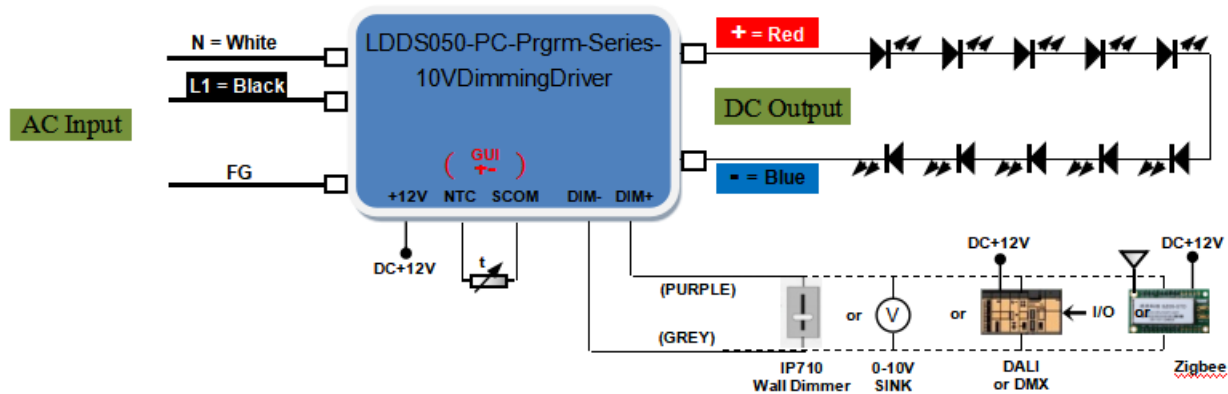 LDDS050-PC-Prgrm-Series-
10VDimmingDriver
N = White
L1 = Black
AC Input
FG
+ = Red
DC Output
- = Blue
( GUI )
+-
+12V NTC SCOM DIM- DIM+
DC+12V
t
(PURPLE)
(GREY)
or
V
or
DC+12V
I/O
DC+12V
or
IP710
Wall Dimmer
0-10V
SINK
DALI
or DMX
Zigbee